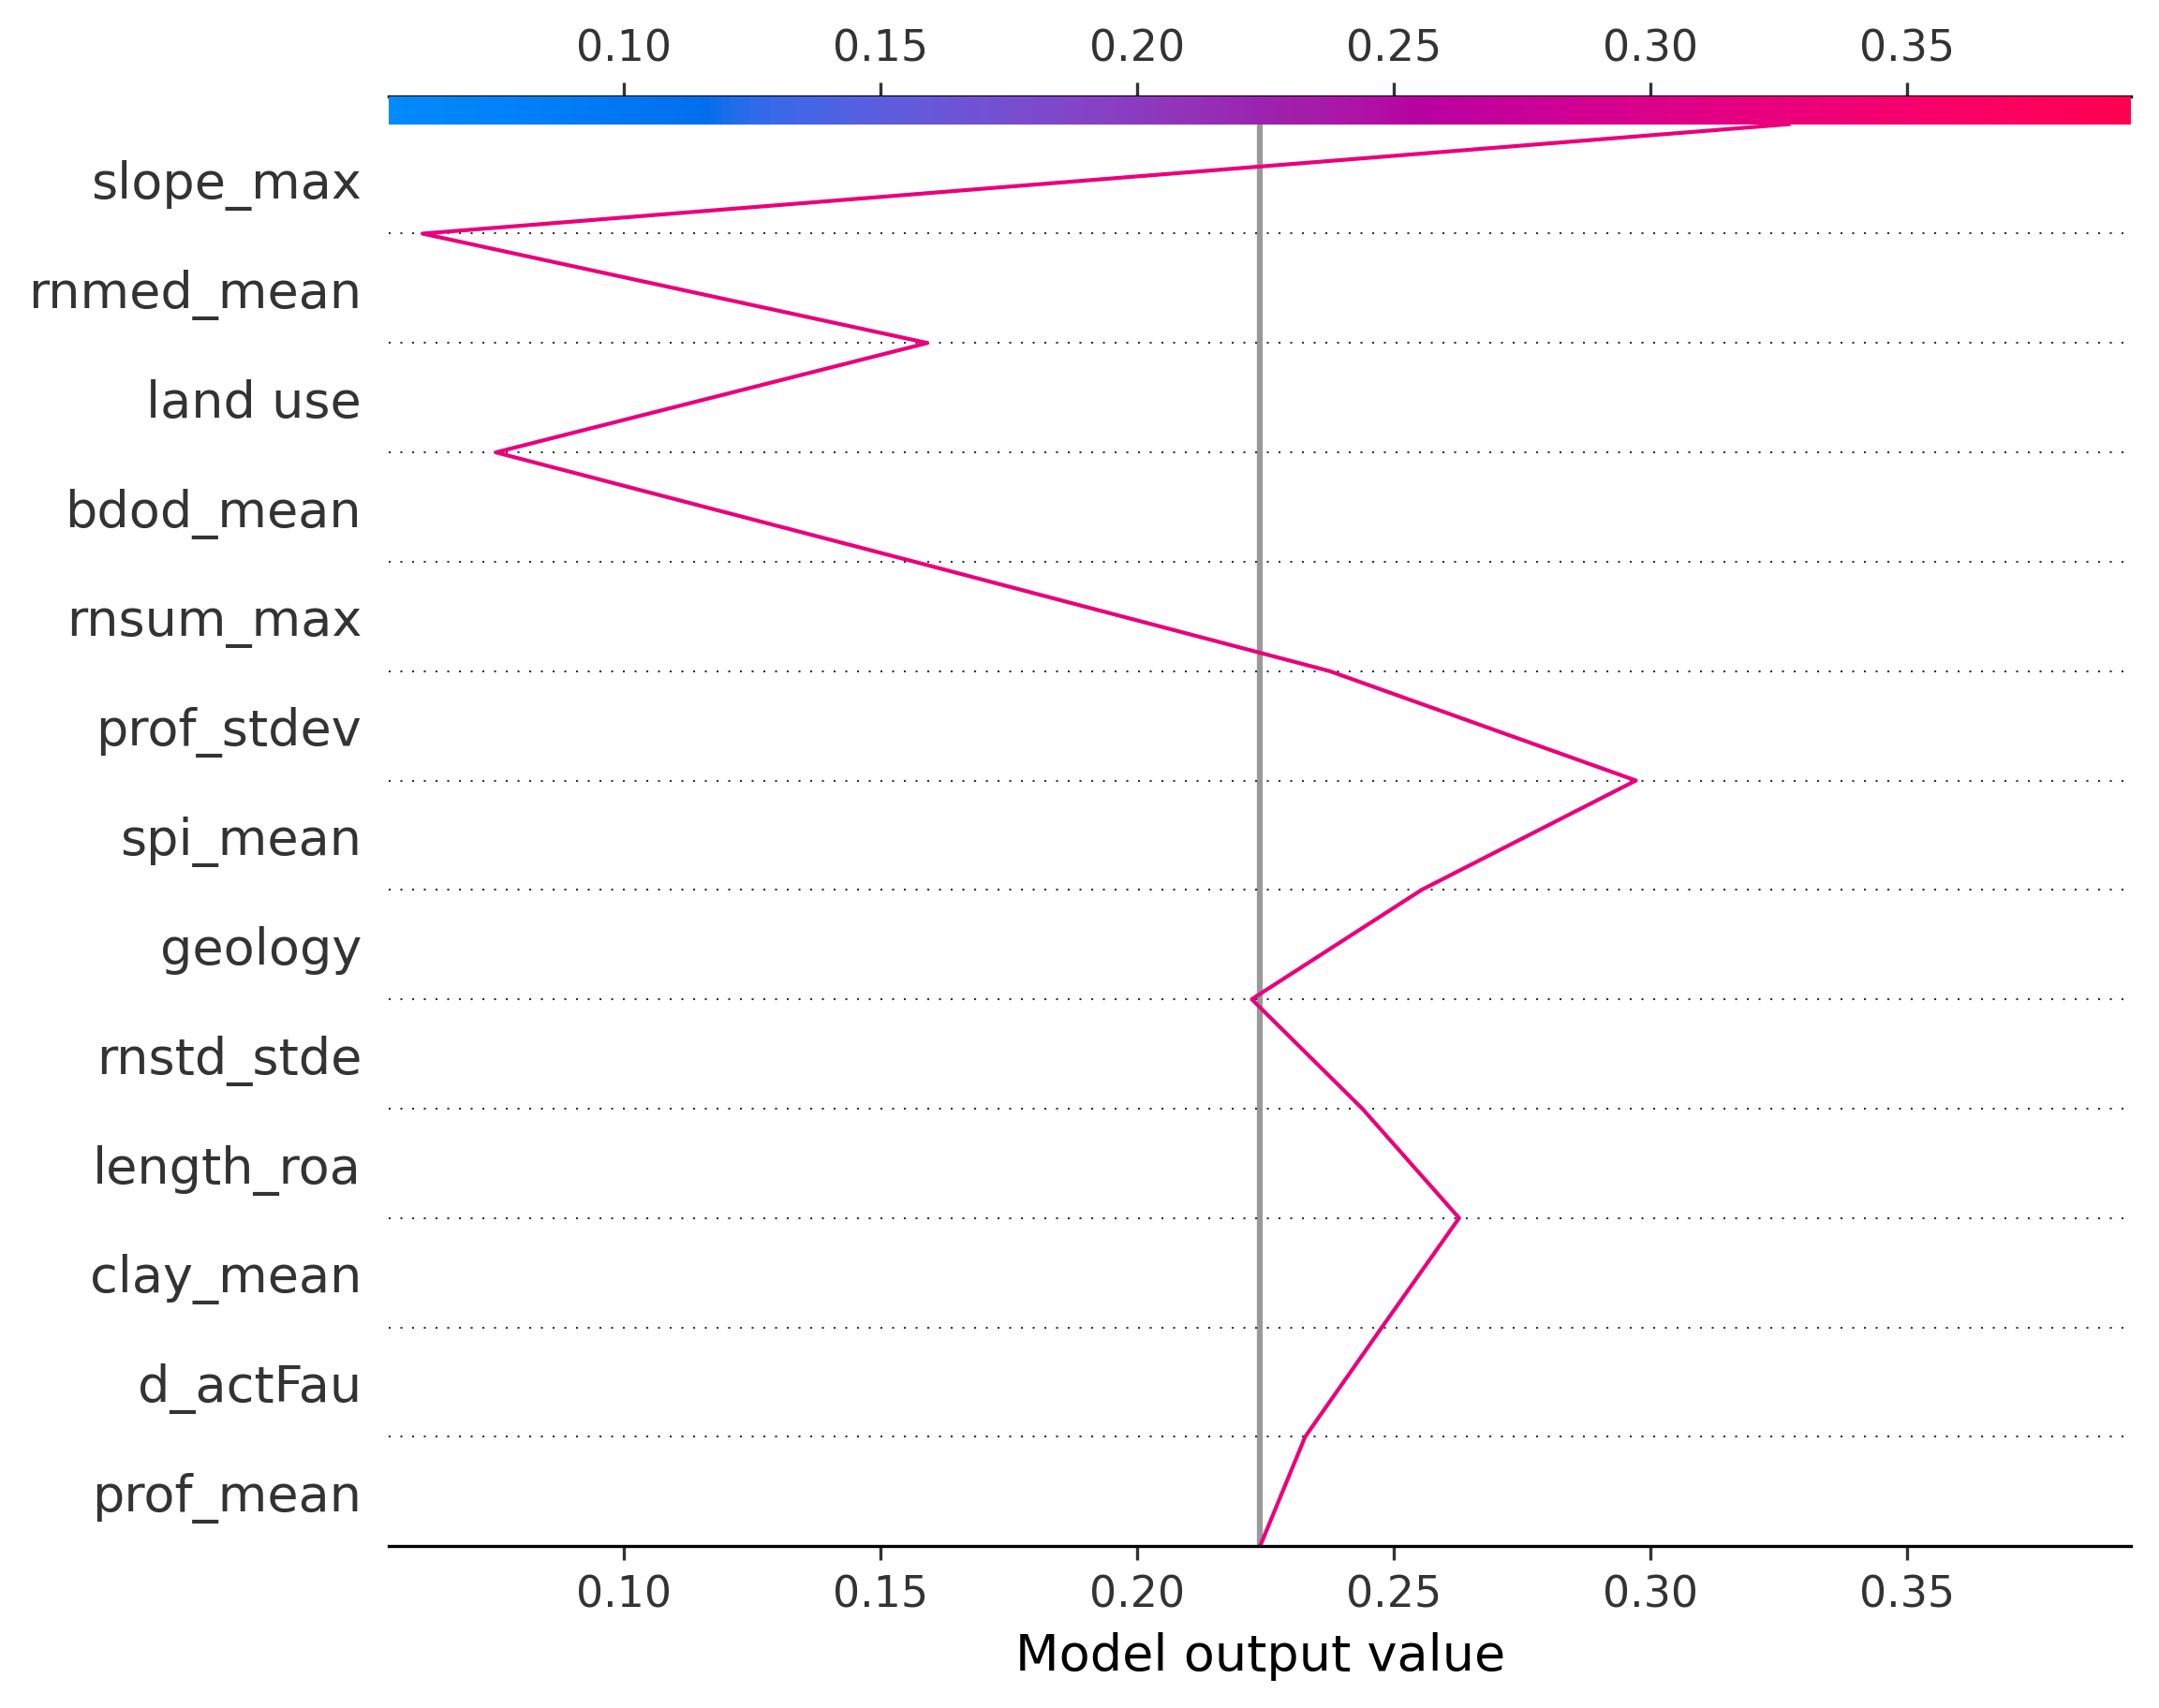 0.10 0.15 0.20 0.25 0.30 0.35
slope_max
rnmed_mean
land use
bdod_mean
rnsum_max
prof_stdev
spi_mean
geology
rnstd_stde
length_roa
clay_mean
d_actFau
prof_mean
0.10 0.15 0.20 0.25 0.30 0.35
Model output value